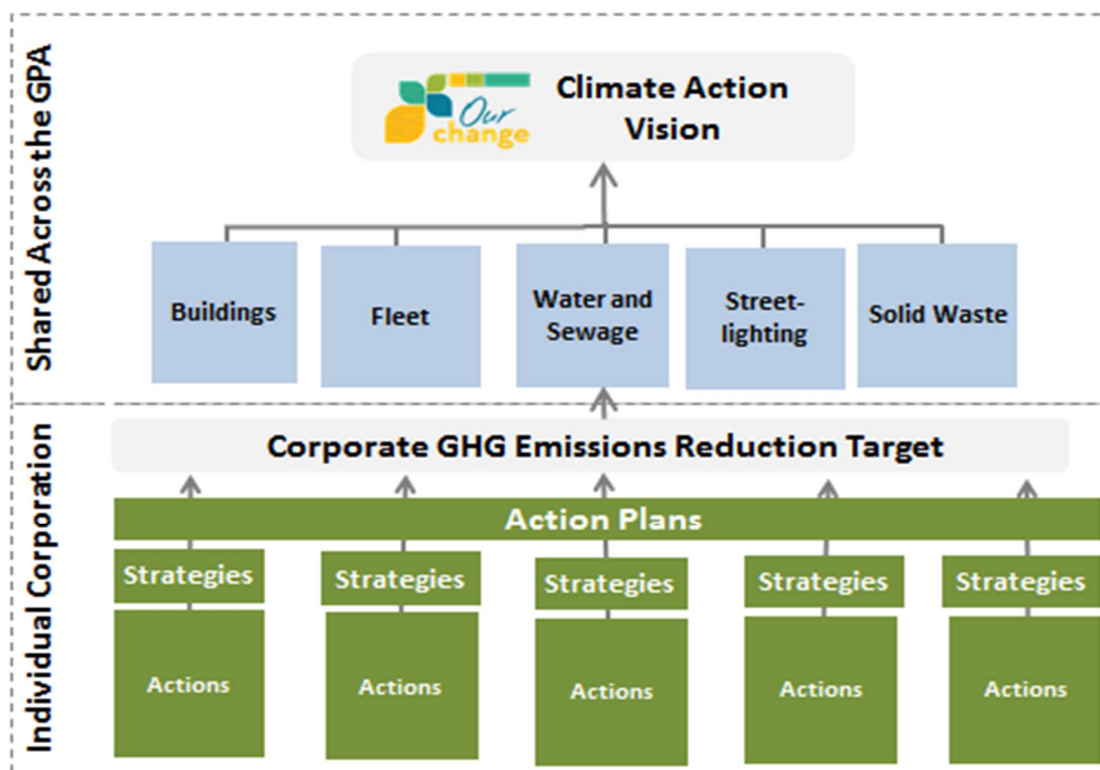 Shared Across the GPA
Our
change
Climate Action
Vision
Buildings
Fleet
Water and
Sewage
Street-
lighting
Solid Waste
Individual Corporation
Corporate GHG Emissions Reduction Target
Action Plans
Strategies
Strategies
Strategies
Strategies
Strategies
Actions
Actions
Actions
Actions
Actions